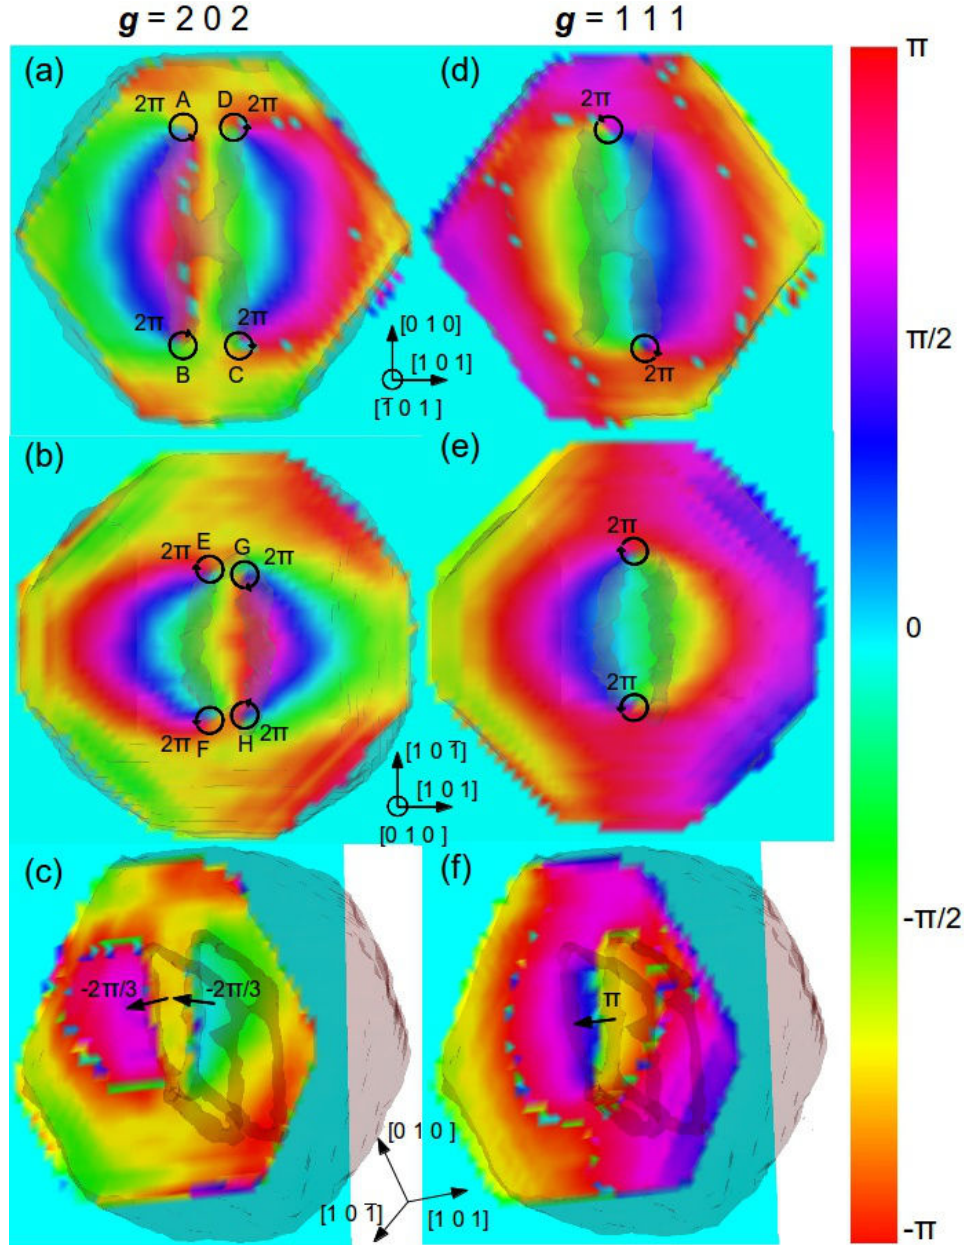 g = 2 0 2
g = 1 1 1
(a)
2π A D 2π
2π 2π
B C
[0 1 0]
[1 0 1]
[1̄ 0 1 ]
(d)
2π
2π
π
π/2
0
-π/2
-π
(b)
E G
2π 2π
2π 2π
F H
[1 0 1̄]
[1 0 1]
[0 1 0 ]
(e)
2π
2π
(c)
-2π/3 -2π/3
[0 1 0]
[1 0 1̄]
[1 0 1]
(f)
π